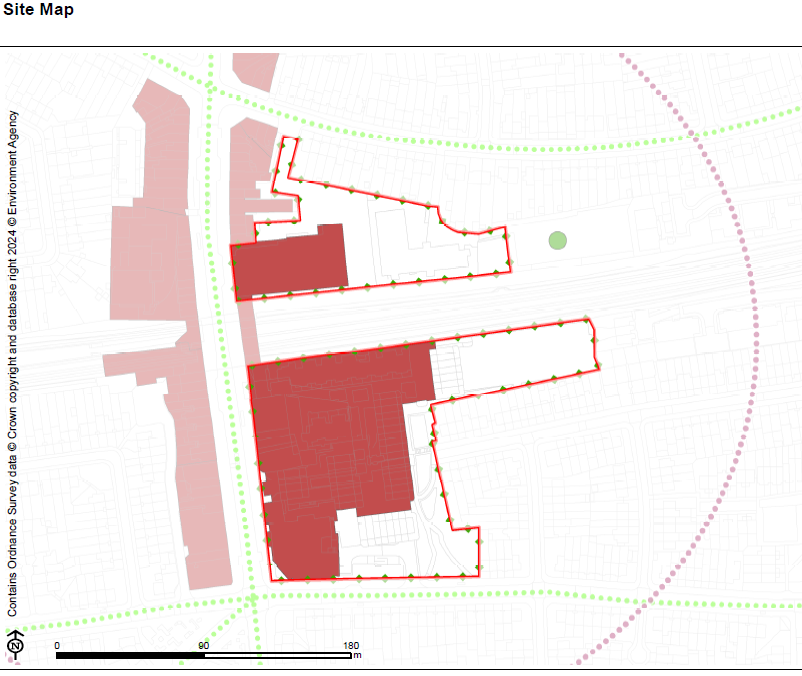 Site Map
Contains Ordnance Survey data © Crown copyright and database right 2024 © Environment Agency
N
0 90 180
m